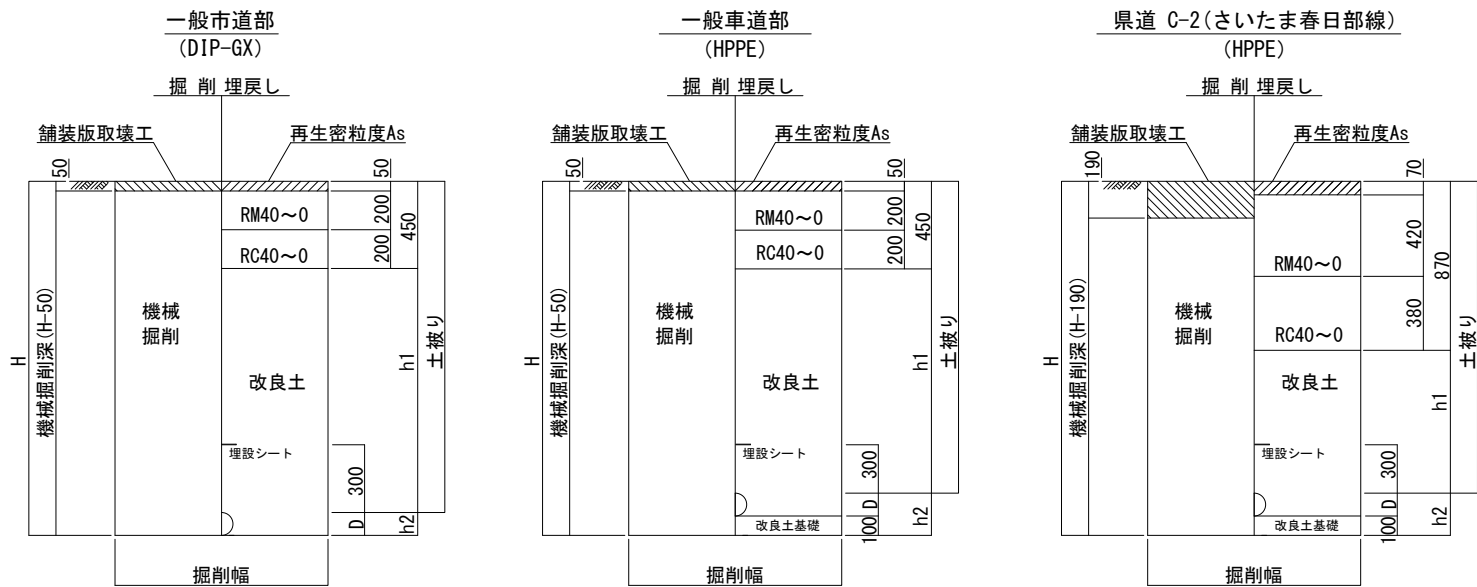 一般市道部
(DIP-GX)
掘 削 埋戻し
舗装版取壊工
再生密粒度As
50
50
RM40～0
200
RC40～0
200
450
機械
掘削
改良土
埋設シート
300
D
h1
h2
土被り
H
機械掘削深(H-50)
掘削幅
一般車道部
(HPPE)
掘 削 埋戻し
舗装版取壊工
再生密粒度As
50
50
RM40～0
200
RC40～0
200
450
機械
掘削
改良土
埋設シート
300
D
改良土基礎
100
h1
h2
土被り
H
機械掘削深(H-50)
掘削幅
県道 C-2(さいたま春日部線)
(HPPE)
掘 削 埋戻し
舗装版取壊工
再生密粒度As
190
70
RM40～0
420
RC40～0
380
870
機械
掘削
改良土
埋設シート
300
D
改良土基礎
100
h1
h2
土被り
H
機械掘削深(H-190)
掘削幅